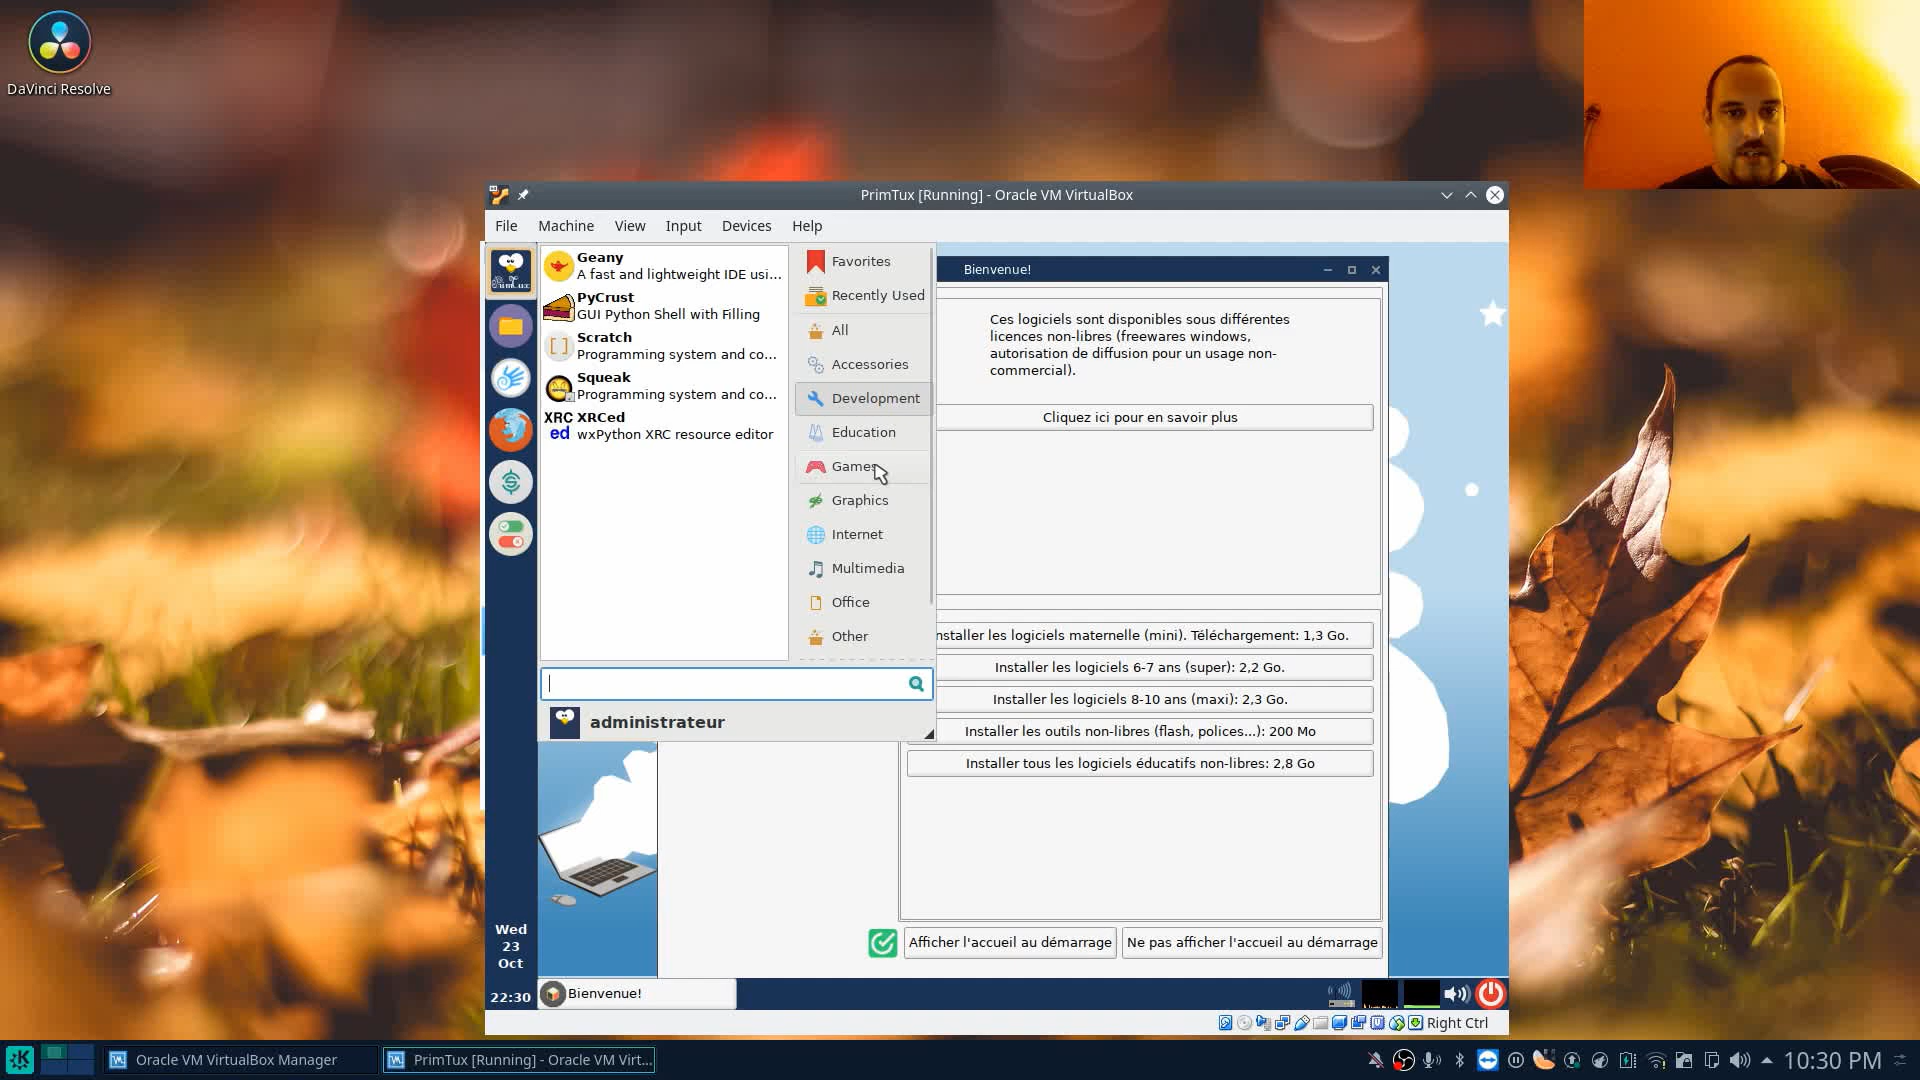 DaVinci Resolve
PrimTux [Running] - Oracle VM VirtualBox
File Machine View Input Devices Help
Geany
A fast and lightweight IDE usi...
PyCrust
GUI Python Shell with Filling
Scratch
Programming system and co...
Squeak
Programming system and co...
XRC ed
XRCed
wxPython XRC resource editor
Favorites
Recently Used
All
Accessories
Development
Education
Games
Graphics
Internet
Multimedia
Office
Other
administrateur
Bienvenue!
Ces logiciels sont disponibles sous différentes
licences non-libres (freewares windows,
autorisation de diffusion pour un usage non-
commercial).
Cliquez ici pour en savoir plus
nstaller les logiciels maternelle (mini). Téléchargement: 1,3 Go.
Installer les logiciels 6-7 ans (super): 2,2 Go.
Installer les logiciels 8-10 ans (maxi): 2,3 Go.
Installer les outils non-libres (flash, polices...): 200 Mo
Installer tous les logiciels éducatifs non-libres: 2,8 Go
Afficher l'accueil au démarrage
Ne pas afficher l'accueil au démarrage
Wed
23
Oct
22:30
Bienvenue!
Right Ctrl
Oracle VM VirtualBox Manager
PrimTux [Running] - Oracle VM Virt...
10:30 PM